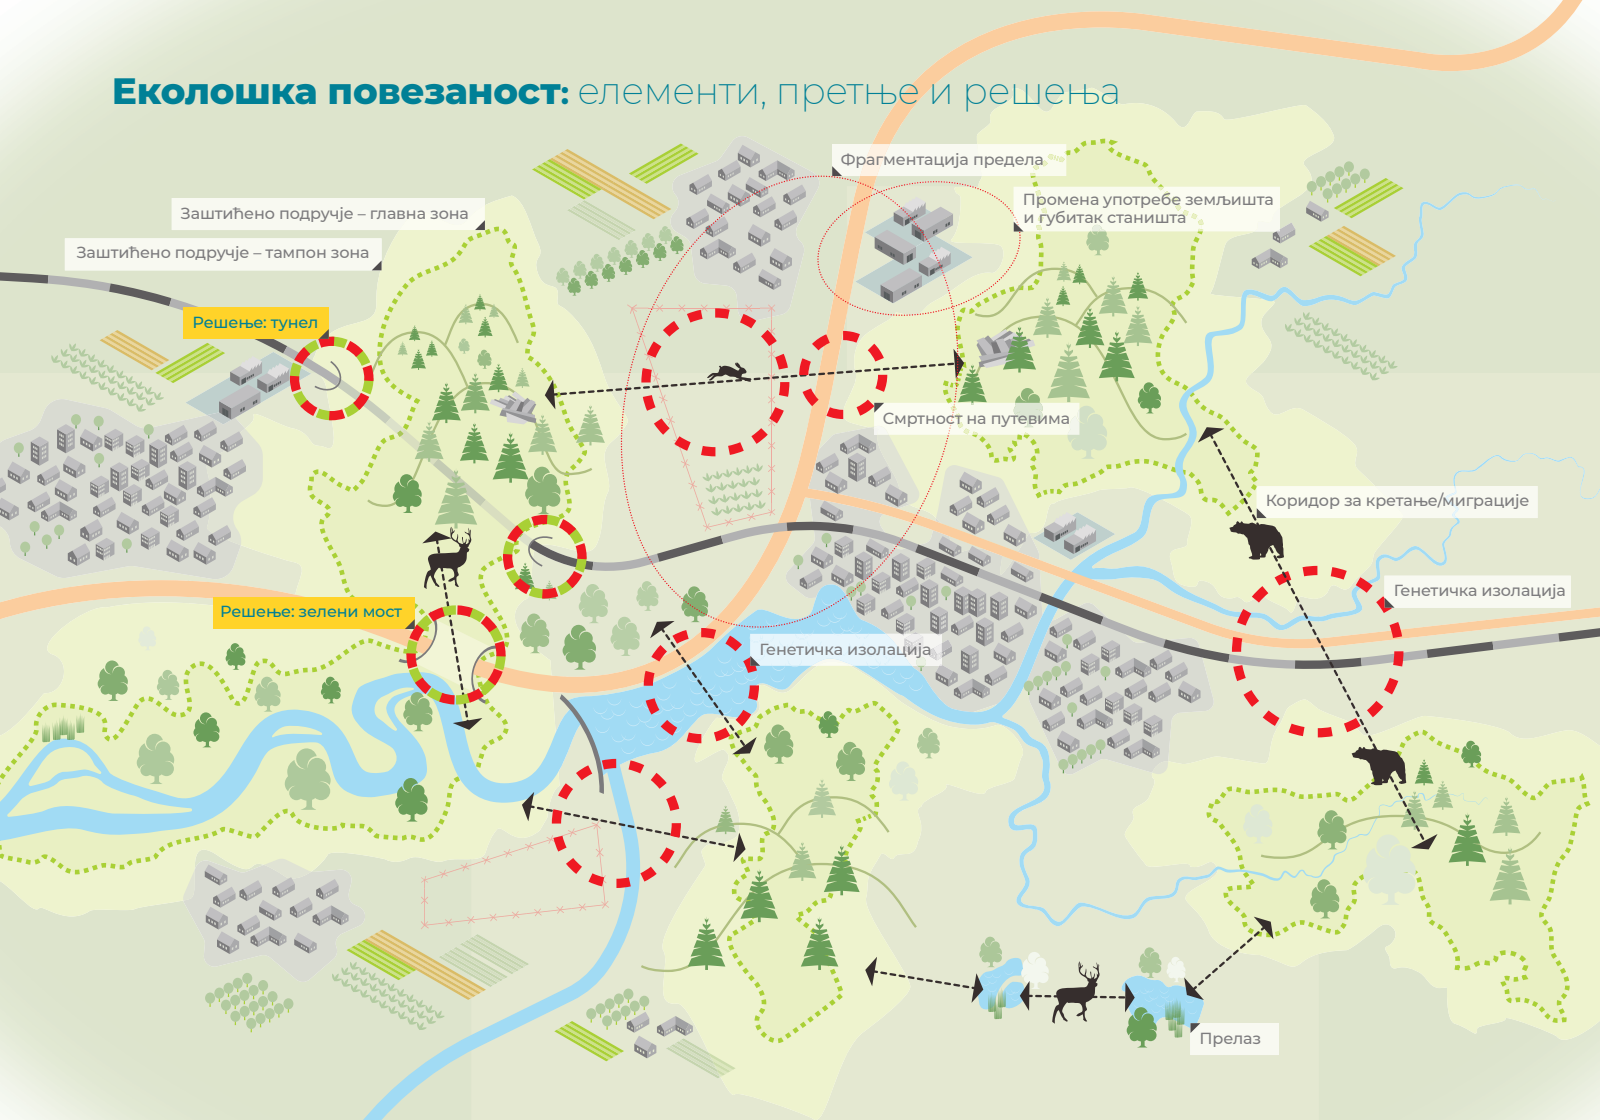 Еколошка повезаност: елементи, претње и решења
Фрагментација предела
Промена употребе земљишта
и губитак станишта
Заштићено подручје – главна зона
Заштићено подручје – тампон зона
Решење: тунел
Смртност на путевима
Коридор за кретање/миграције
Генетичка изолација
Решење: зелени мост
Генетичка изолација
Прелаз